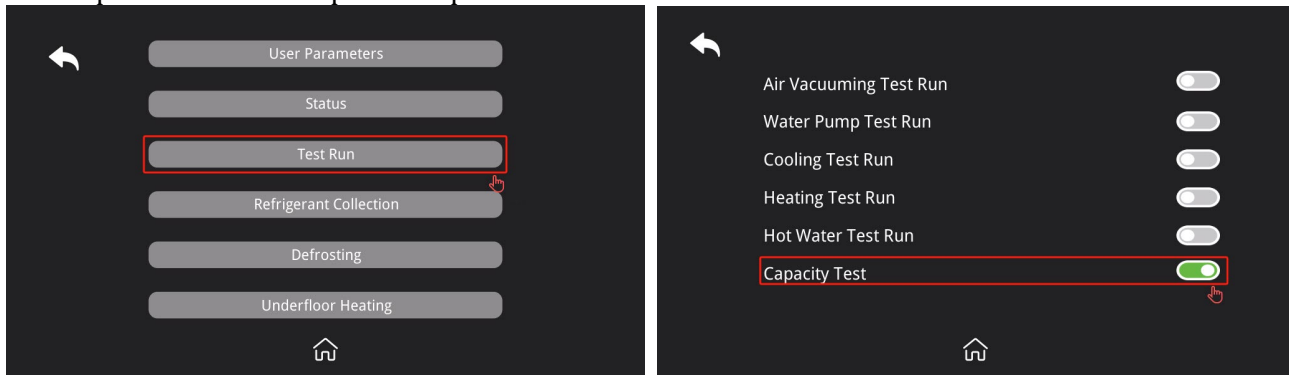 User Parameters
Status
Test Run
Refrigerant Collection
Defrosting
Underfloor Heating
Air Vacuuming Test Run
Water Pump Test Run
Cooling Test Run
Heating Test Run
Hot Water Test Run
Capacity Test